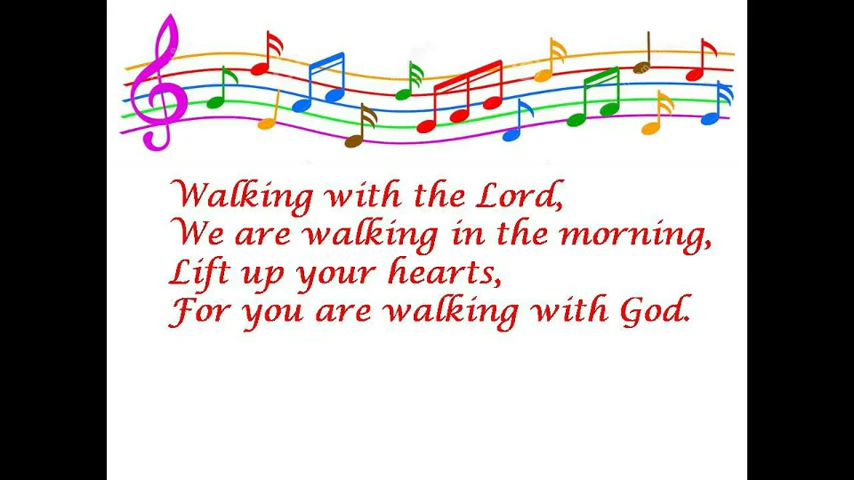 Walking with the Lord,
We are walking in the morning,
Lift up your hearts,
For you are walking with God.